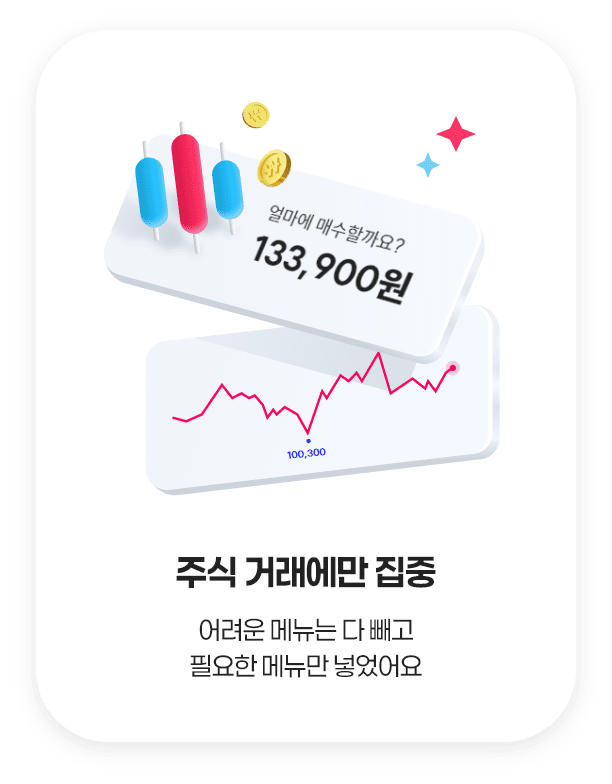 얼마에 매수할까요?
133,900원
100,300
주식 거래에만 집중
어려운 메뉴는 다 빼고
필요한 메뉴만 넣었어요